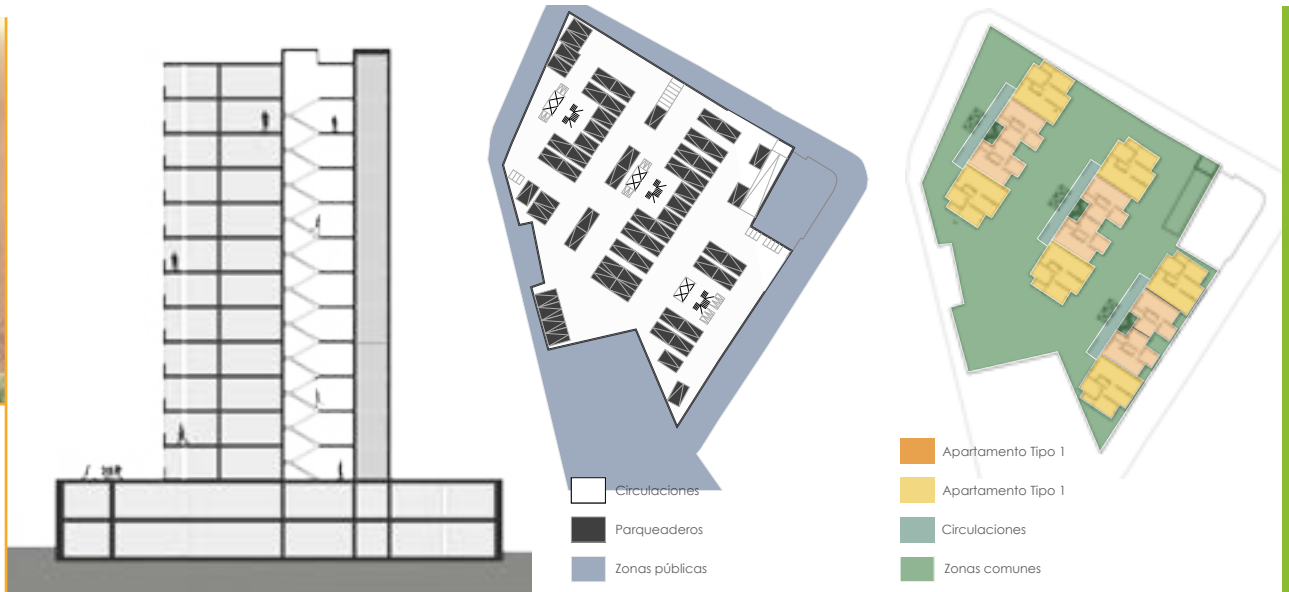 Circulaciones
Parqueaderos
Zonas públicas
Apartamento Tipo 1
Apartamento Tipo 1
Circulaciones
Zonas comunes